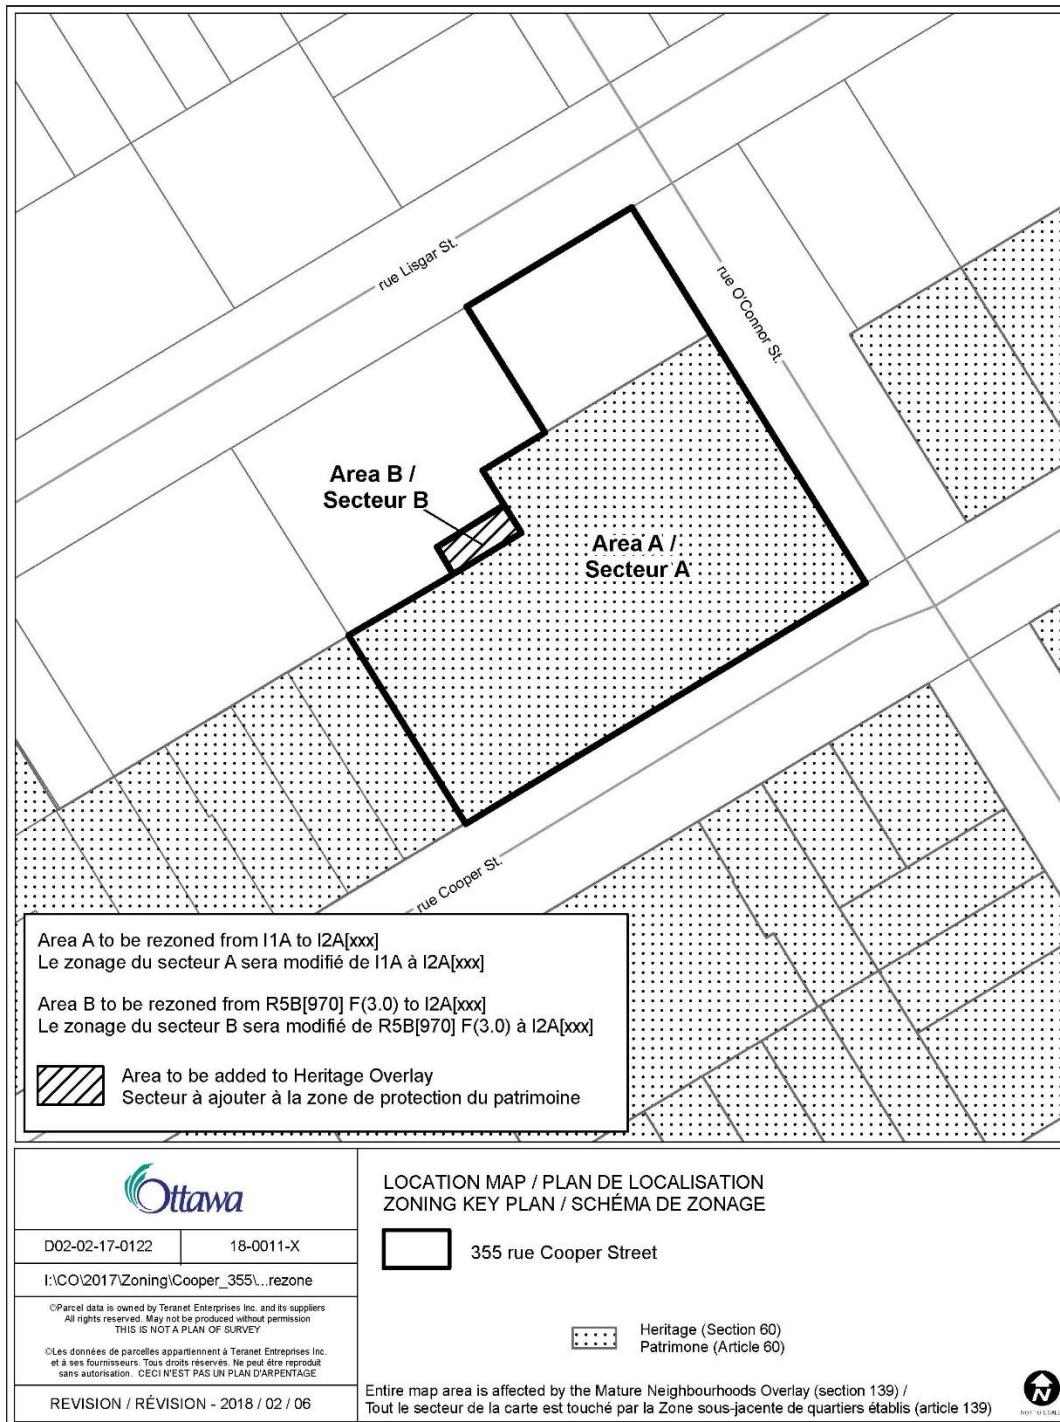 rue Lisgar St.
rue O'Connor St.
Area B /
Secteur B
Area A /
Secteur A
rue Cooper St.
Area A to be rezoned from I1A to I2A[xxx]
Le zonage du secteur A sera modifié de I1A à I2A[xxx]
Area B to be rezoned from R5B[970] F(3.0) to I2A[xxx]
Le zonage du secteur B sera modifié de R5B[970] F(3.0) à I2A[xxx]
Area to be added to Heritage Overlay
Secteur à ajouter à la zone de protection du patrimoine
Ottawa
D02-02-17-0122
18-0011-X
I:\CO\2017\Zoning\Cooper_355\...rezone
©Parcel data is owned by Teranet Enterprises Inc. and its suppliers
All rights reserved. May not be produced without permission
THIS IS NOT A PLAN OF SURVEY
©Les données de parcelles appartiennent à Teranet Entreprises Inc.
et à ses fournisseurs. Tous droits réservés. Ne peut être reproduit
sans autorisation. CECI N'EST PAS UN PLAN D'ARPENTAGE
REVISION / RÉVISION - 2018 / 02 / 06
LOCATION MAP / PLAN DE LOCALISATION
ZONING KEY PLAN / SCHÉMA DE ZONAGE
355 rue Cooper Street
Heritage (Section 60)
Patrimone (Article 60)
Entire map area is affected by the Mature Neighbourhoods Overlay (section 139) /
Tout le secteur de la carte est touché par la Zone sous-jacente de quartiers établis (article 139)
N
NOT TO SCALE